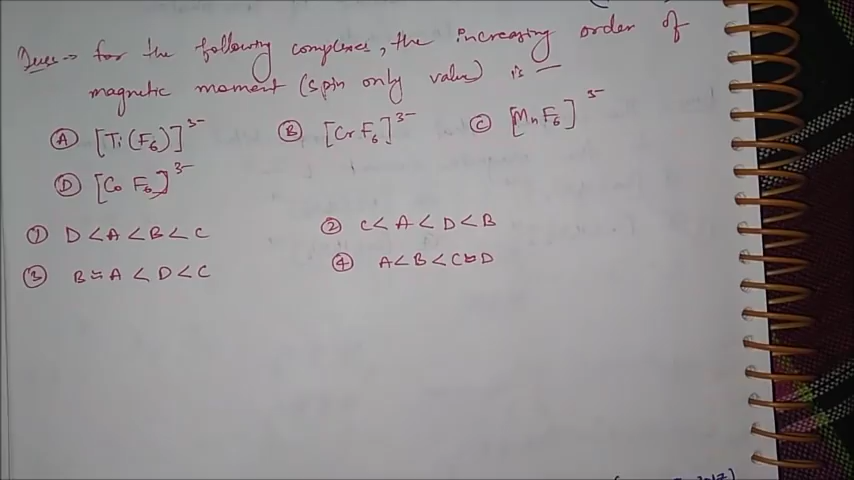 Ques → for the following complexes, the increasing order of
magnetic moment (spin only value) is —
Ⓐ [Ti(F₆)]³⁻ Ⓑ [CrF₆]³⁻ Ⓒ [MnF₆]³⁻
Ⓓ [CoF₆]³⁻
① D < A < B < C ② C < A < D < B
③ B ≈ A < D < C ④ A < B < C ≈ D